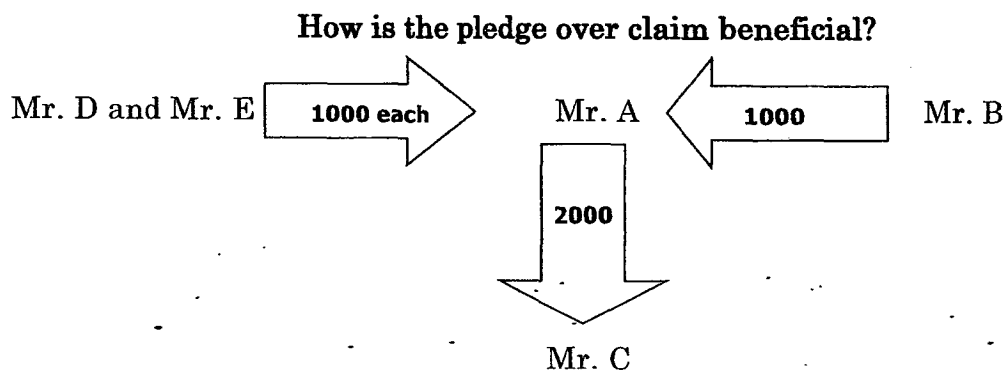 How is the pledge over claim beneficial?
Mr. D and Mr. E 1000 each Mr. A 1000 Mr. B
2000
Mr. C